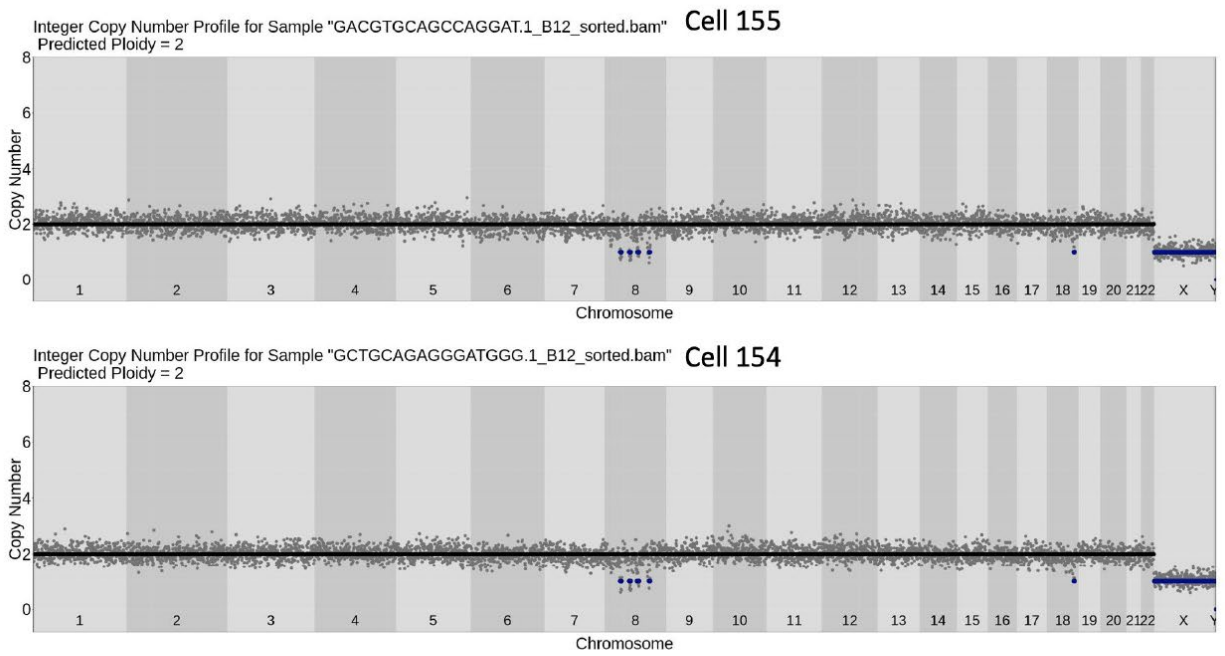 Integer Copy Number Profile for Sample "GACGTGCAGCCAGGAT.1_B12_sorted.bam" Cell 155
Predicted Ploidy = 2
Copy Number
8
6
4
2
0
1 2 3 4 5 6 7 8 9 10 11 12 13 14 15 16 17 18 19 20 21 22 X Y
Chromosome
Integer Copy Number Profile for Sample "GCTGCAGAGGGATGGG.1_B12_sorted.bam" Cell 154
Predicted Ploidy = 2
Copy Number
8
6
4
2
0
1 2 3 4 5 6 7 8 9 10 11 12 13 14 15 16 17 18 19 20 21 22 X Y
Chromosome